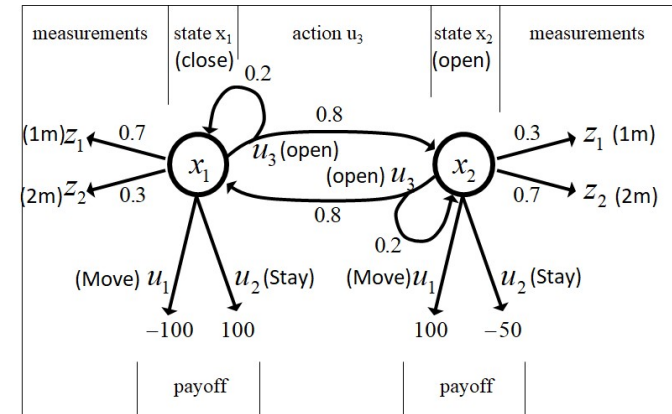 measurements
state x₁
(close)
action u₃
state x₂
(open)
measurements
0.2
0.8
(1m) z₁
0.7
u₃ (open)
0.3
z₁ (1m)
x₁
x₂
(2m) z₂
0.3
(open) u₃
0.8
0.7
z₂ (2m)
0.2
(Move) u₁
u₂ (Stay)
(Move) u₁
u₂ (Stay)
−100
100
100
−50
payoff
payoff